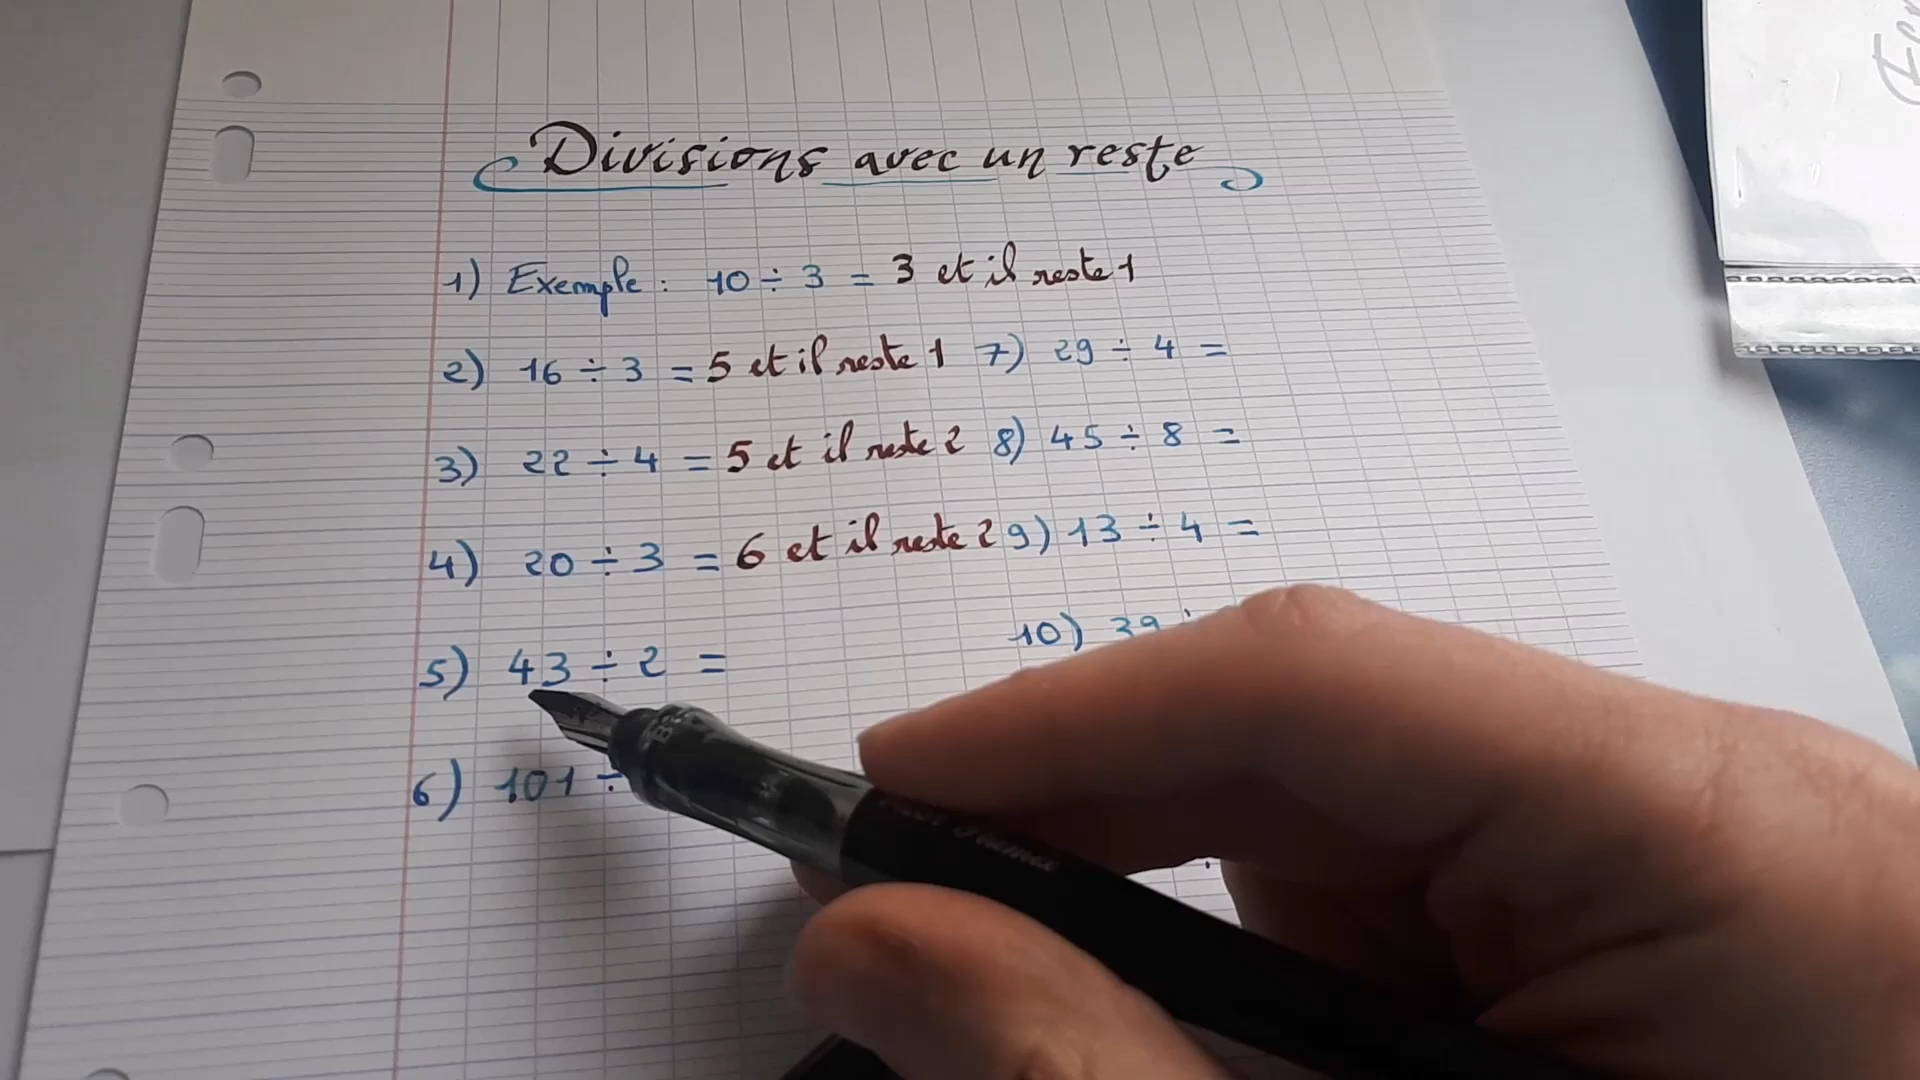 Divisions avec un reste
1) Exemple : 10 ÷ 3 = 3 et il reste 1
2) 16 ÷ 3 = 5 et il reste 1
3) 22 ÷ 4 = 5 et il reste 2
4) 20 ÷ 3 = 6 et il reste 2
5) 43 ÷ 2 =
6) 101 ÷
7) 29 ÷ 4 =
8) 45 ÷ 8 =
9) 13 ÷ 4 =
10) 39 ÷